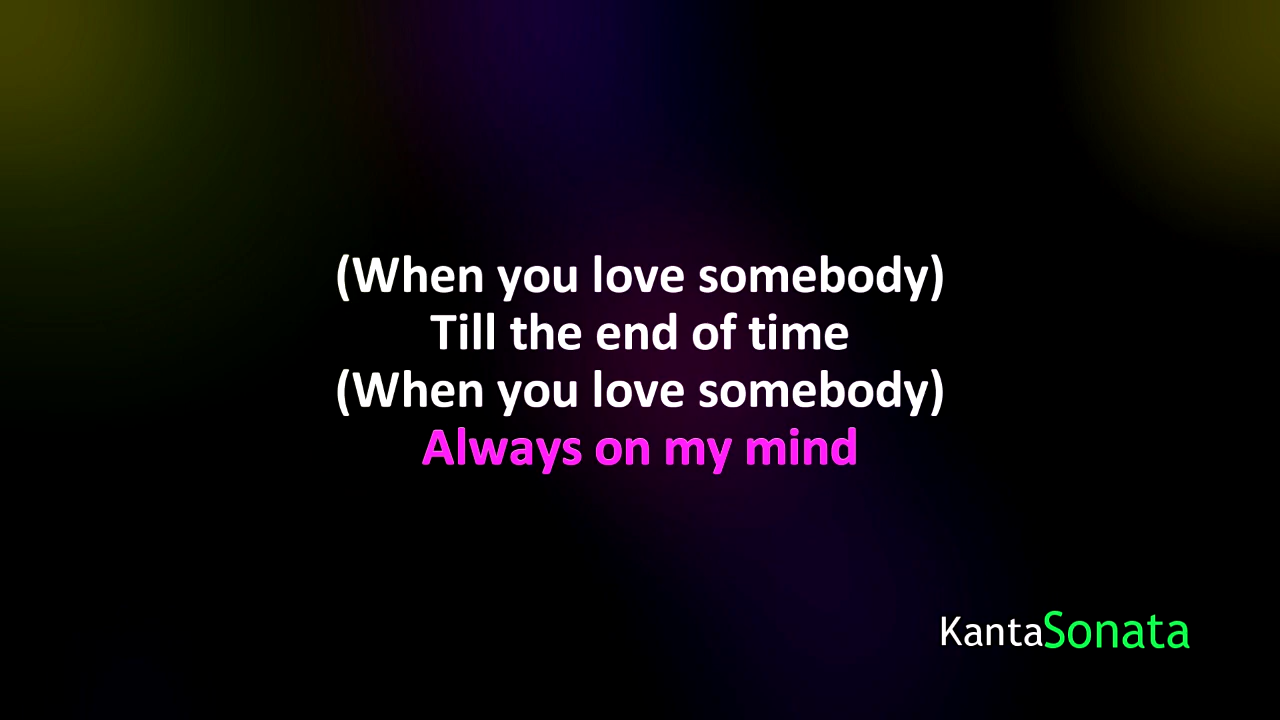 (When you love somebody)
Till the end of time
(When you love somebody)
Always on my mind
KantaSonata